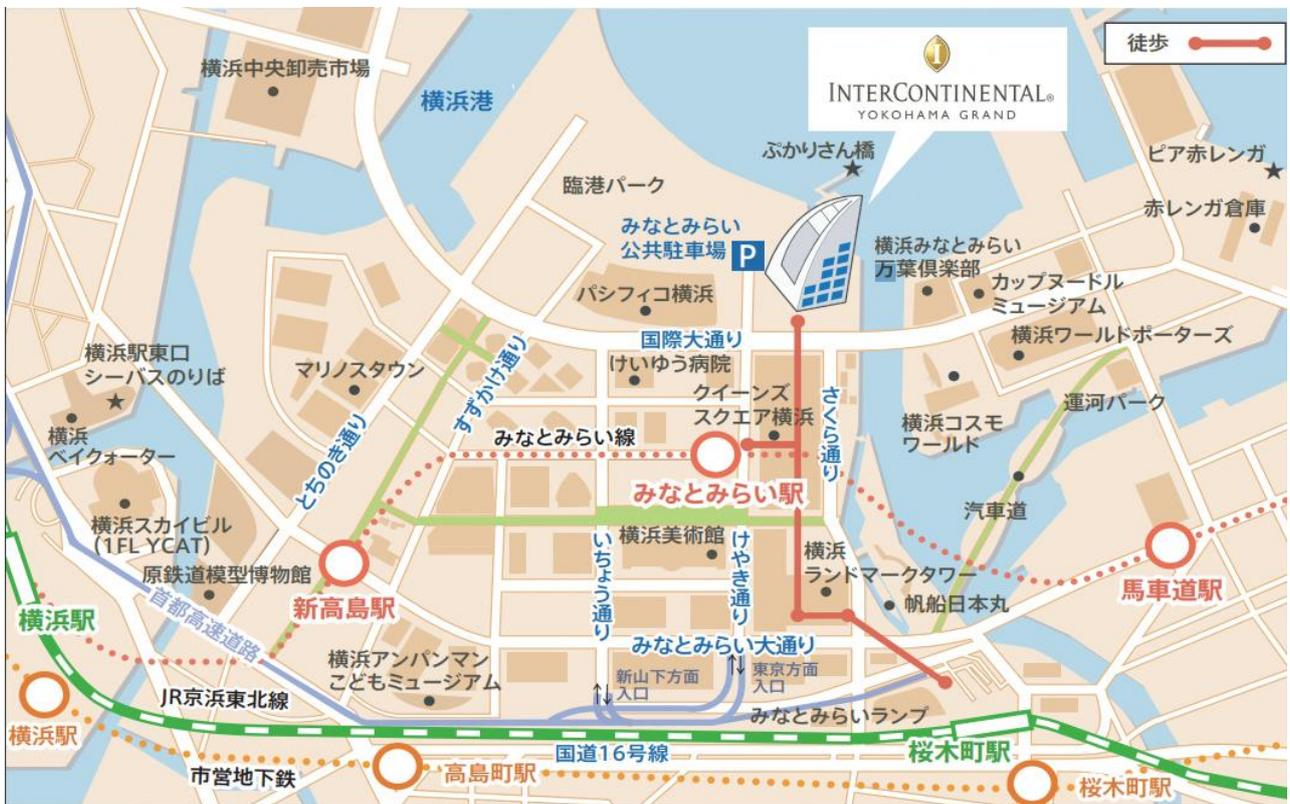 徒歩
INTERCONTINENTAL®
YOKOHAMA GRAND
横浜中央卸売市場
横浜港
ぷかりさん橋
ピア赤レンガ
臨港パーク
赤レンガ倉庫
みなとみらい
公共駐車場
P
横浜みなとみらい
万葉倶楽部
カップヌードル
ミュージアム
パシフィコ横浜
国際大通り
横浜ワールドポーターズ
横浜駅東口
シーバスのりば
マリノスタウン
すずかけ通り
けいゆう病院
クイーンズ
スクエア横浜
さくら通り
横浜コスモ
ワールド
運河パーク
横浜
ベイクォーター
とちのき通り
みなとみらい線
みなとみらい駅
汽車道
横浜スカイビル
(1FL YCAT)
横浜美術館
いちょう通り
けやき通り
横浜
ランドマークタワー
馬車道駅
原鉄道模型博物館
新高島駅
帆船日本丸
横浜駅
首都高速道路
みなとみらい大通り
横浜アンパンマン
こどもミュージアム
新山下方面
入口
東京方面
入口
JR京浜東北線
みなとみらいランプ
横浜駅
国道16号線
桜木町駅
市営地下鉄
高島町駅
桜木町駅